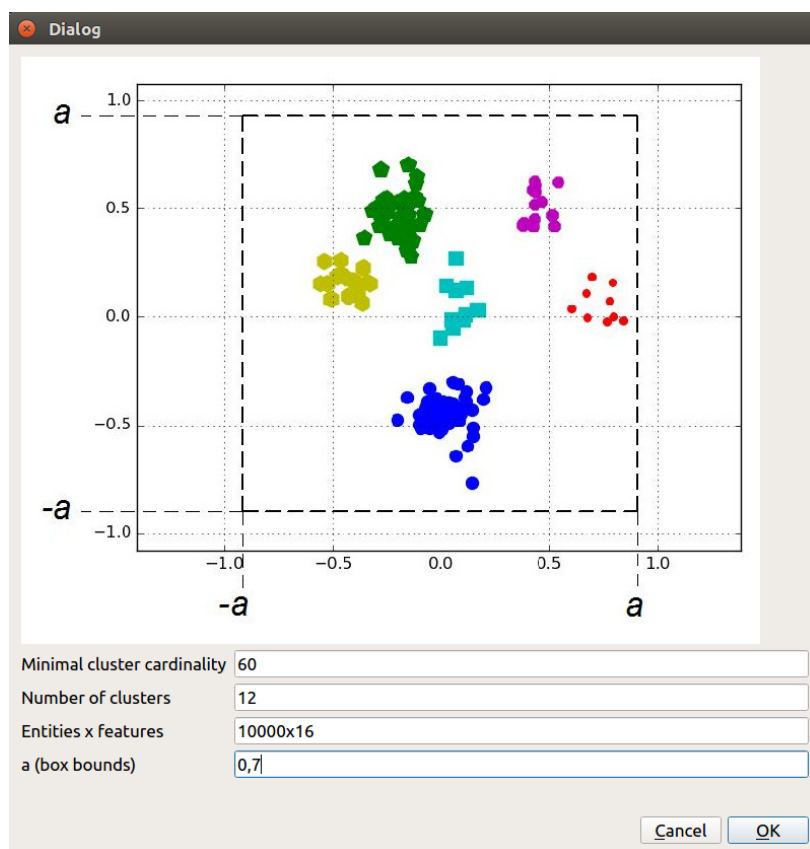 Dialog
a
1.0
0.5
0.0
−0.5
-a
−1.0
−1.0 −0.5 0.0 0.5 1.0
-a a
Minimal cluster cardinality 60
Number of clusters 12
Entities x features 10000x16
a (box bounds) 0,7
Cancel OK